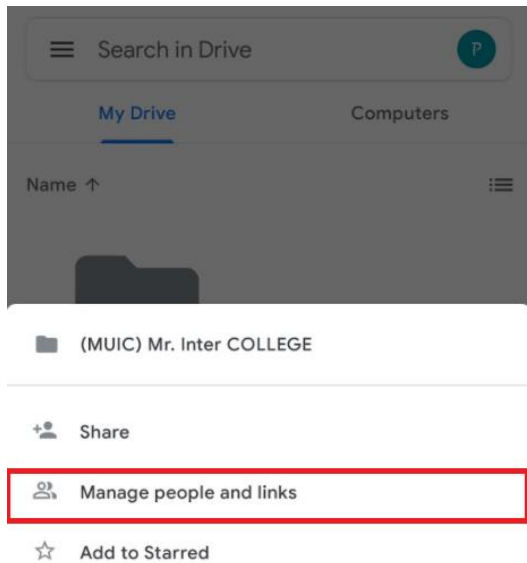 Search in Drive P
My Drive Computers
Name ↑
(MUIC) Mr. Inter COLLEGE
Share
Manage people and links
Add to Starred